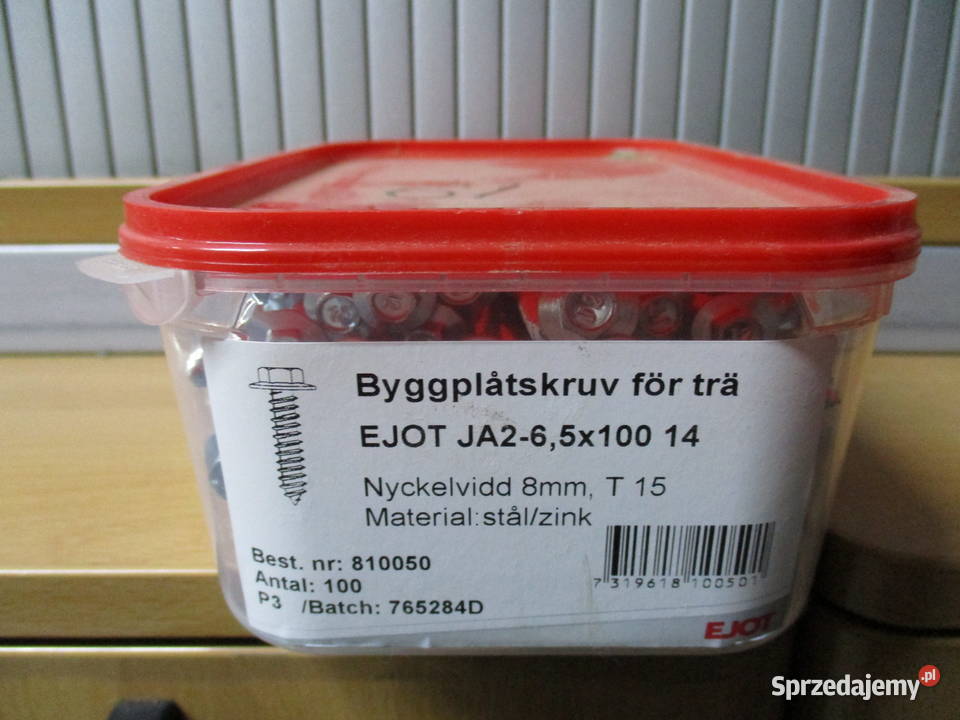 Byggplåtskruv för trä
EJOT JA2-6,5x100 14
Nyckelvidd 8mm, T 15
Material:stål/zink
Best. nr: 810050
Antal: 100
P3 /Batch: 765284D
7 319618 100501
EJOT
Sprzedajemy.pl